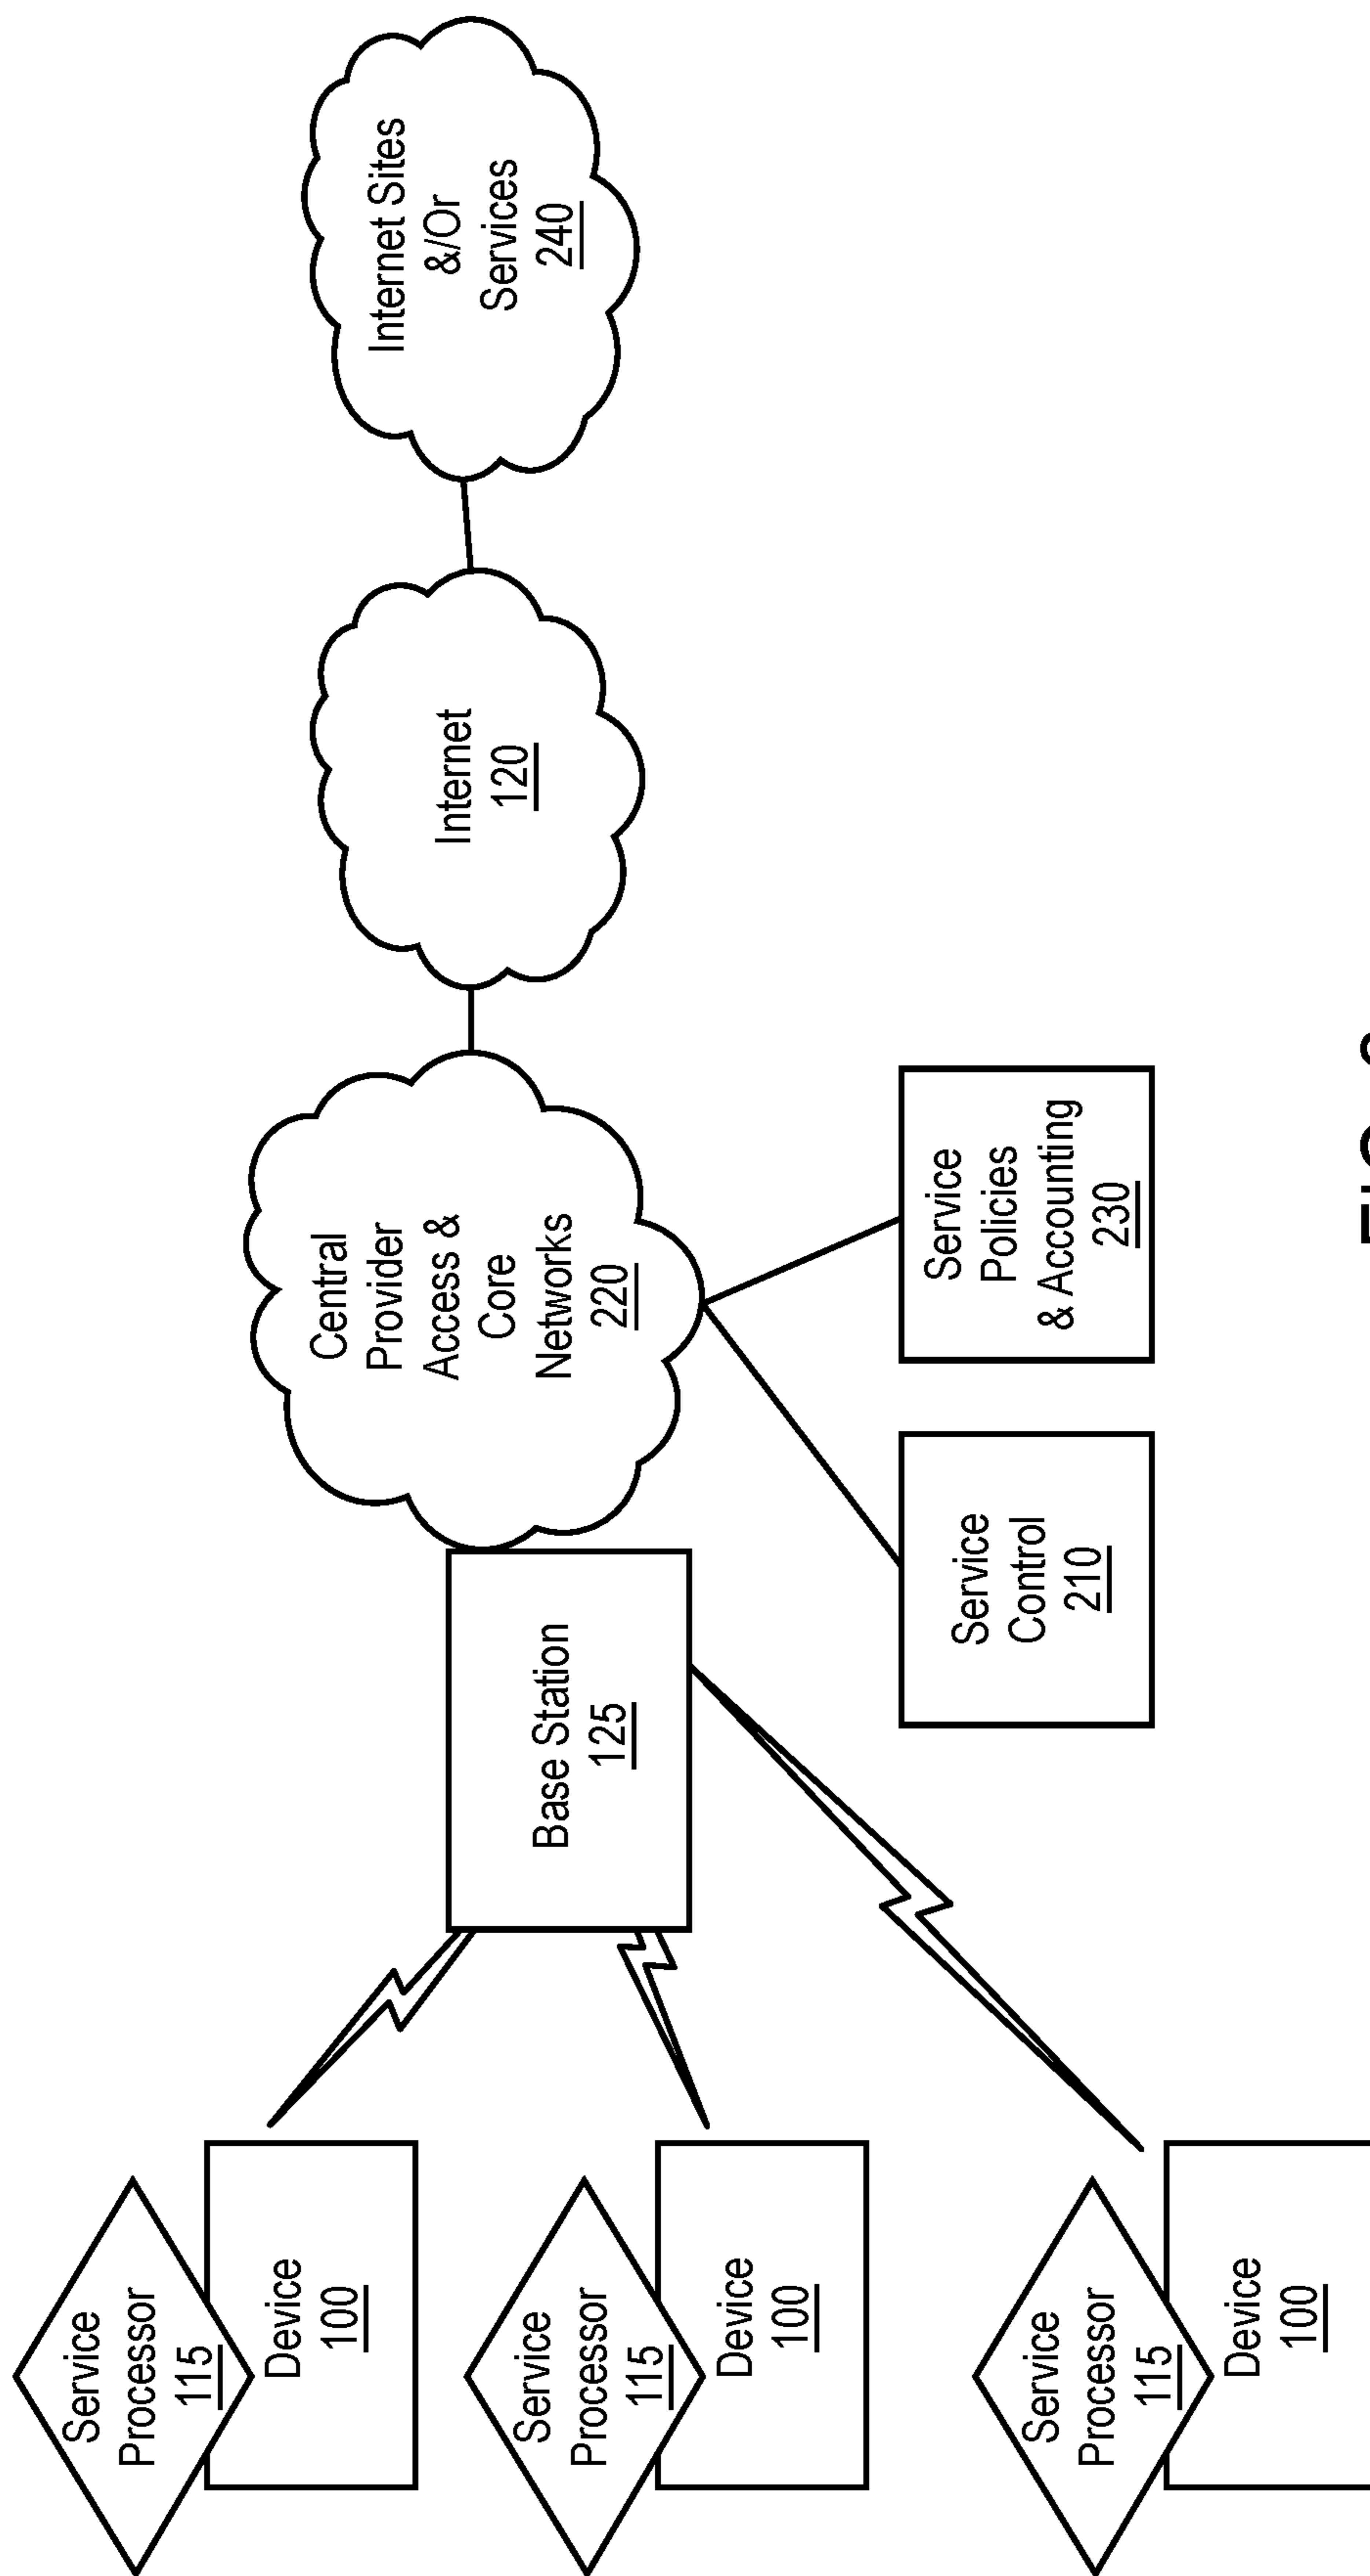 Service
Processor
115
Device
100
Service
Processor
115
Device
100
Service
Processor
115
Device
100
Base Station
125
Central
Provider
Access &
Core
Networks
220
Service
Control
210
Service
Policies
& Accounting
230
Internet
120
Internet Sites
&/Or
Services
240